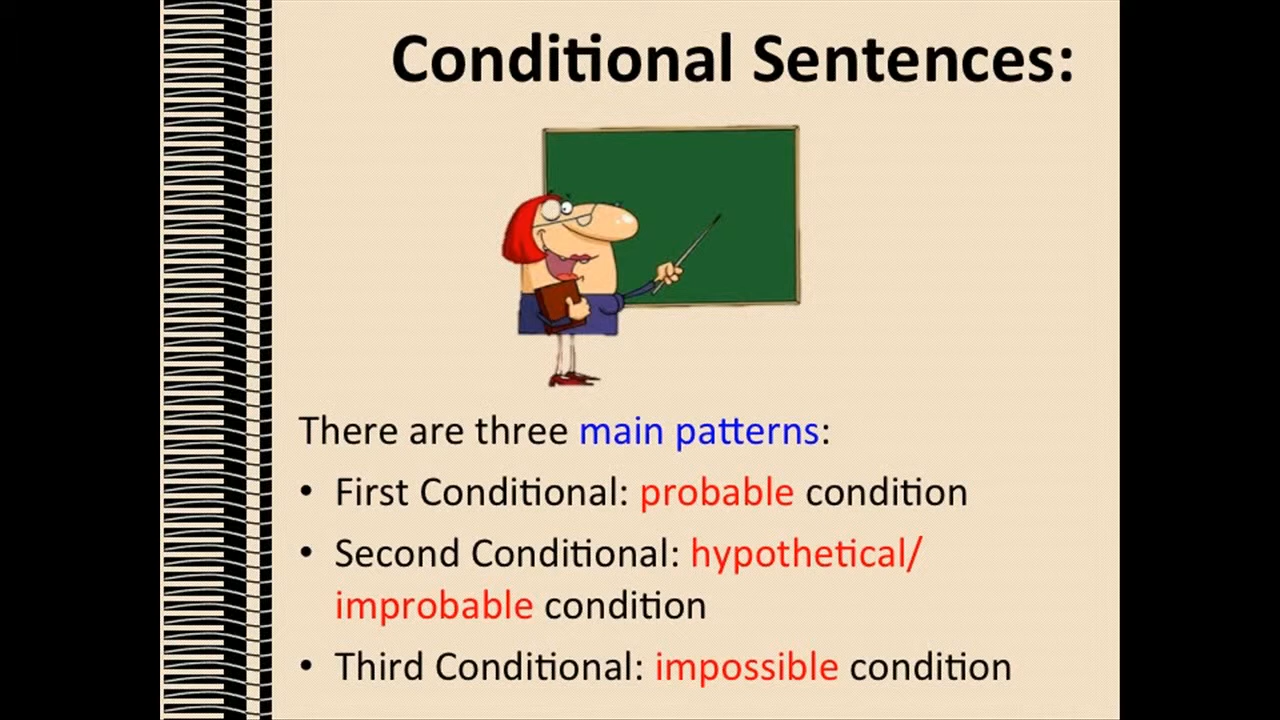 Conditional Sentences:
There are three main patterns:
• First Conditional: probable condition
• Second Conditional: hypothetical/
improbable condition
• Third Conditional: impossible condition